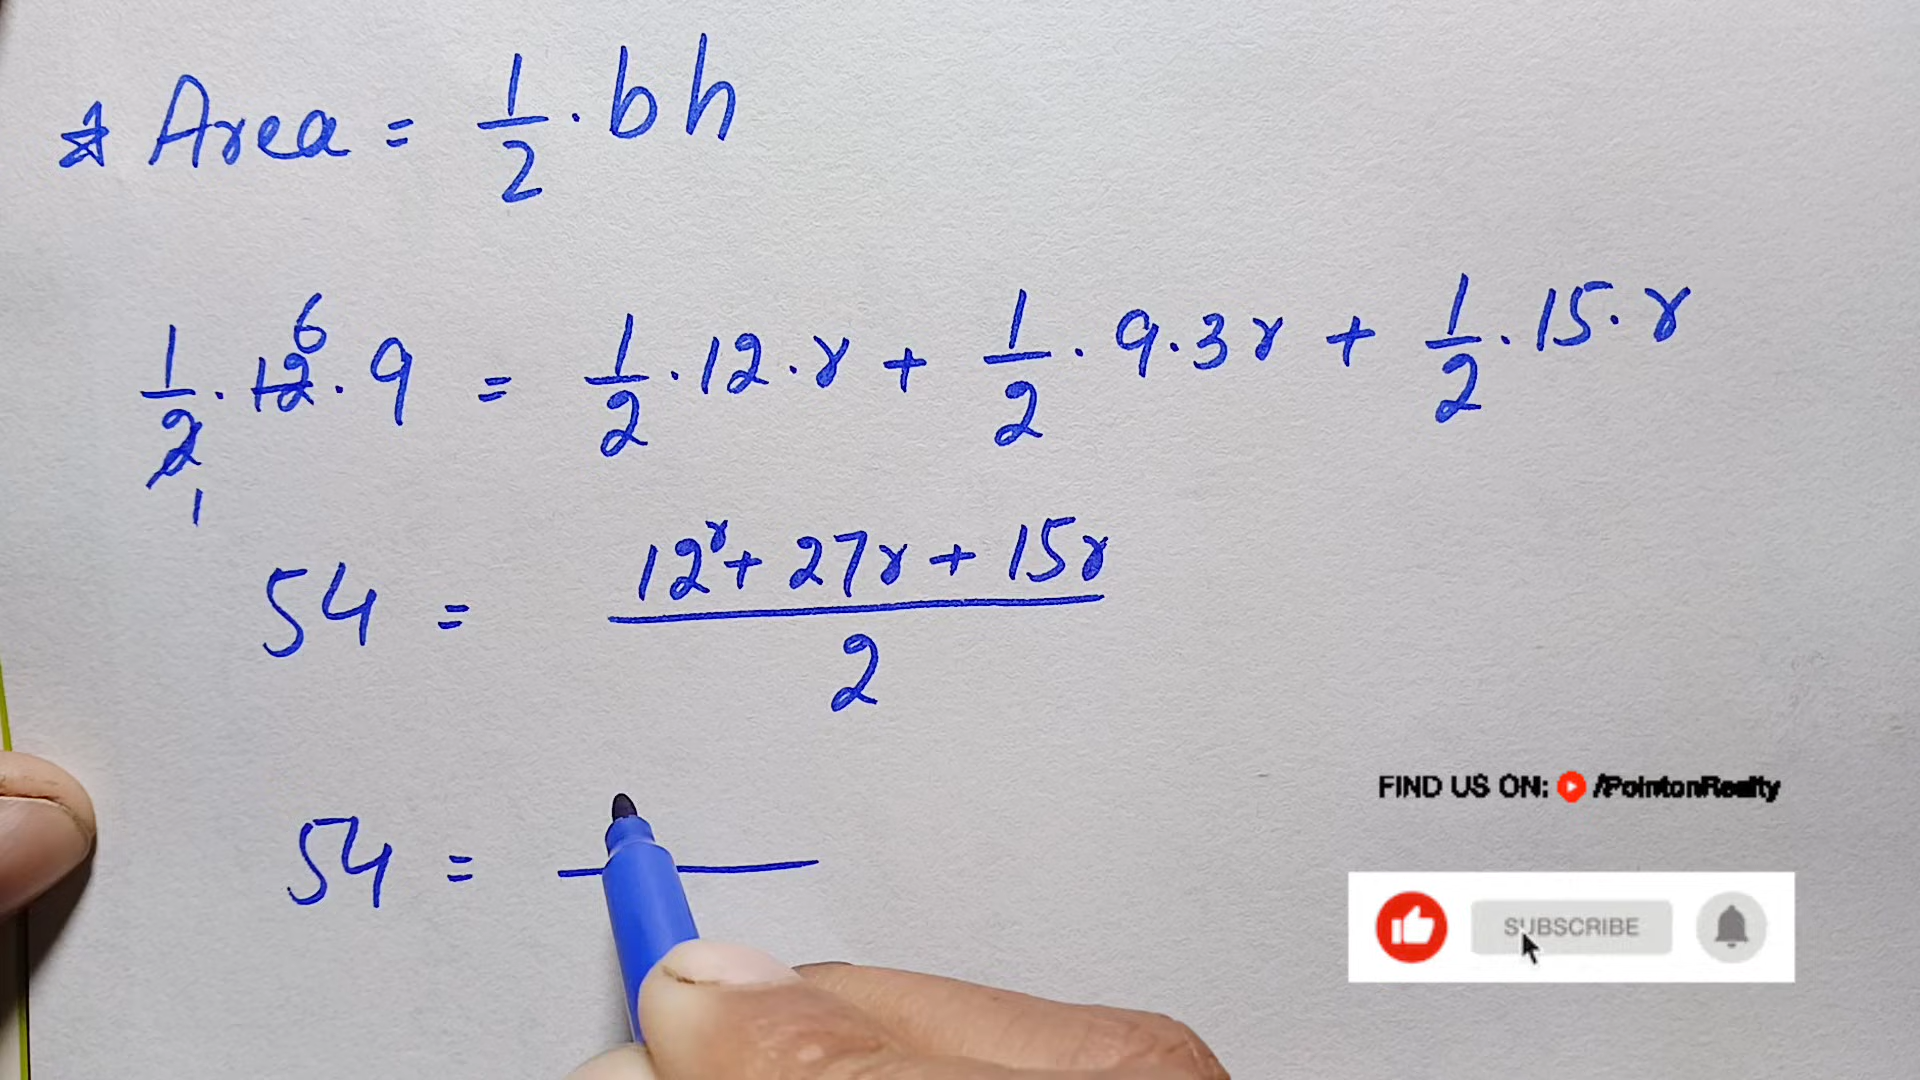 * Area = 1/2 · bh
1/2 · 12 · 9 = 1/2 · 12 · r + 1/2 · 9 · 3r + 1/2 · 15 · r
6
1
54 = 12r + 27r + 15r / 2
54 =
FIND US ON: /PointonReality
SUBSCRIBE